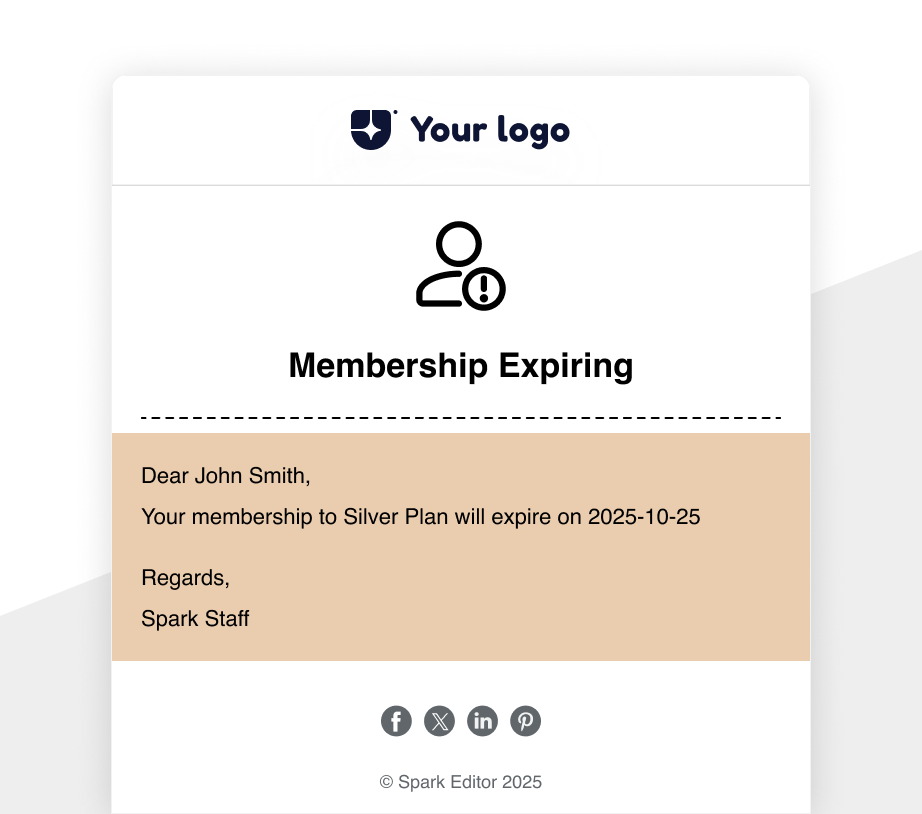 Your logo
Membership Expiring
Dear John Smith,
Your membership to Silver Plan will expire on 2025-10-25
Regards,
Spark Staff
© Spark Editor 2025